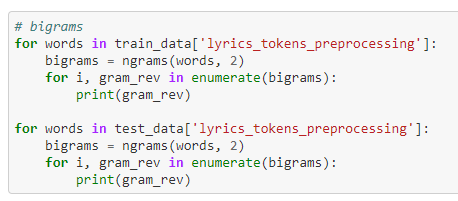 # bigrams
for words in train_data['lyrics_tokens_preprocessing']:
    bigrams = ngrams(words, 2)
    for i, gram_rev in enumerate(bigrams):
        print(gram_rev)

for words in test_data['lyrics_tokens_preprocessing']:
    bigrams = ngrams(words, 2)
    for i, gram_rev in enumerate(bigrams):
        print(gram_rev)